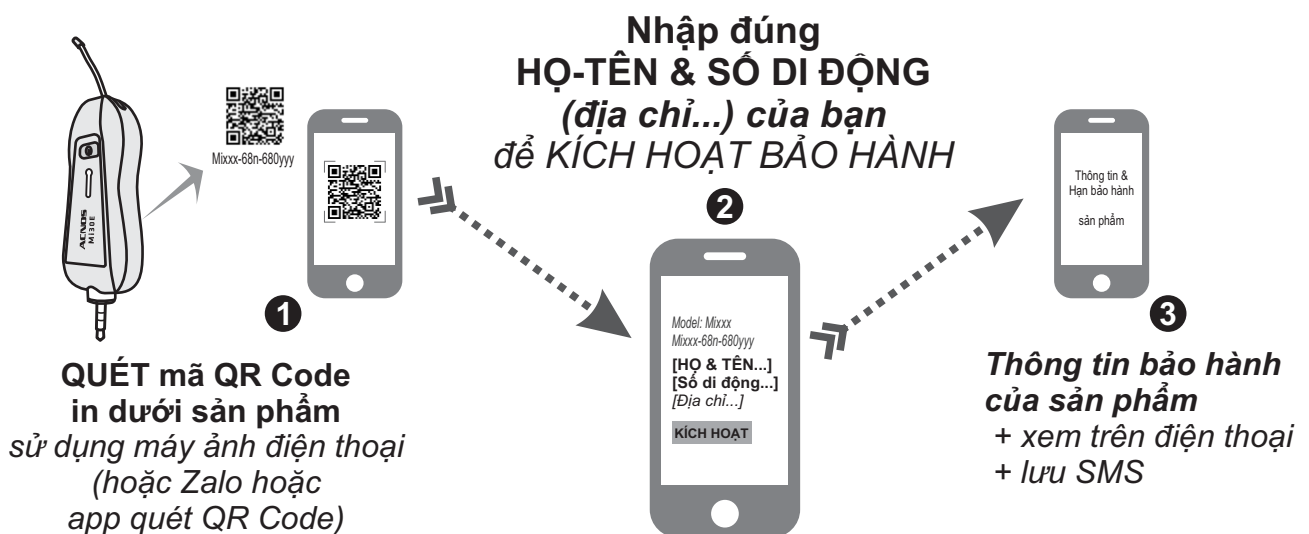 Nhập đúng
HỌ-TÊN & SỐ DI ĐỘNG
(địa chỉ...) của bạn
để KÍCH HOẠT BẢO HÀNH
Mixxx-68n-680yyy
ACNOS
Mi30E
1
QUÉT mã QR Code
in dưới sản phẩm
sử dụng máy ảnh điện thoại
(hoặc Zalo hoặc
app quét QR Code)
2
Model: Mixxx
Mixxx-68n-680yyy
[HỌ & TÊN...]
[Số di động...]
[Địa chỉ...]
KÍCH HOẠT
Thông tin &
Hạn bảo hành
sản phẩm
3
Thông tin bảo hành
của sản phẩm
+ xem trên điện thoại
+ lưu SMS